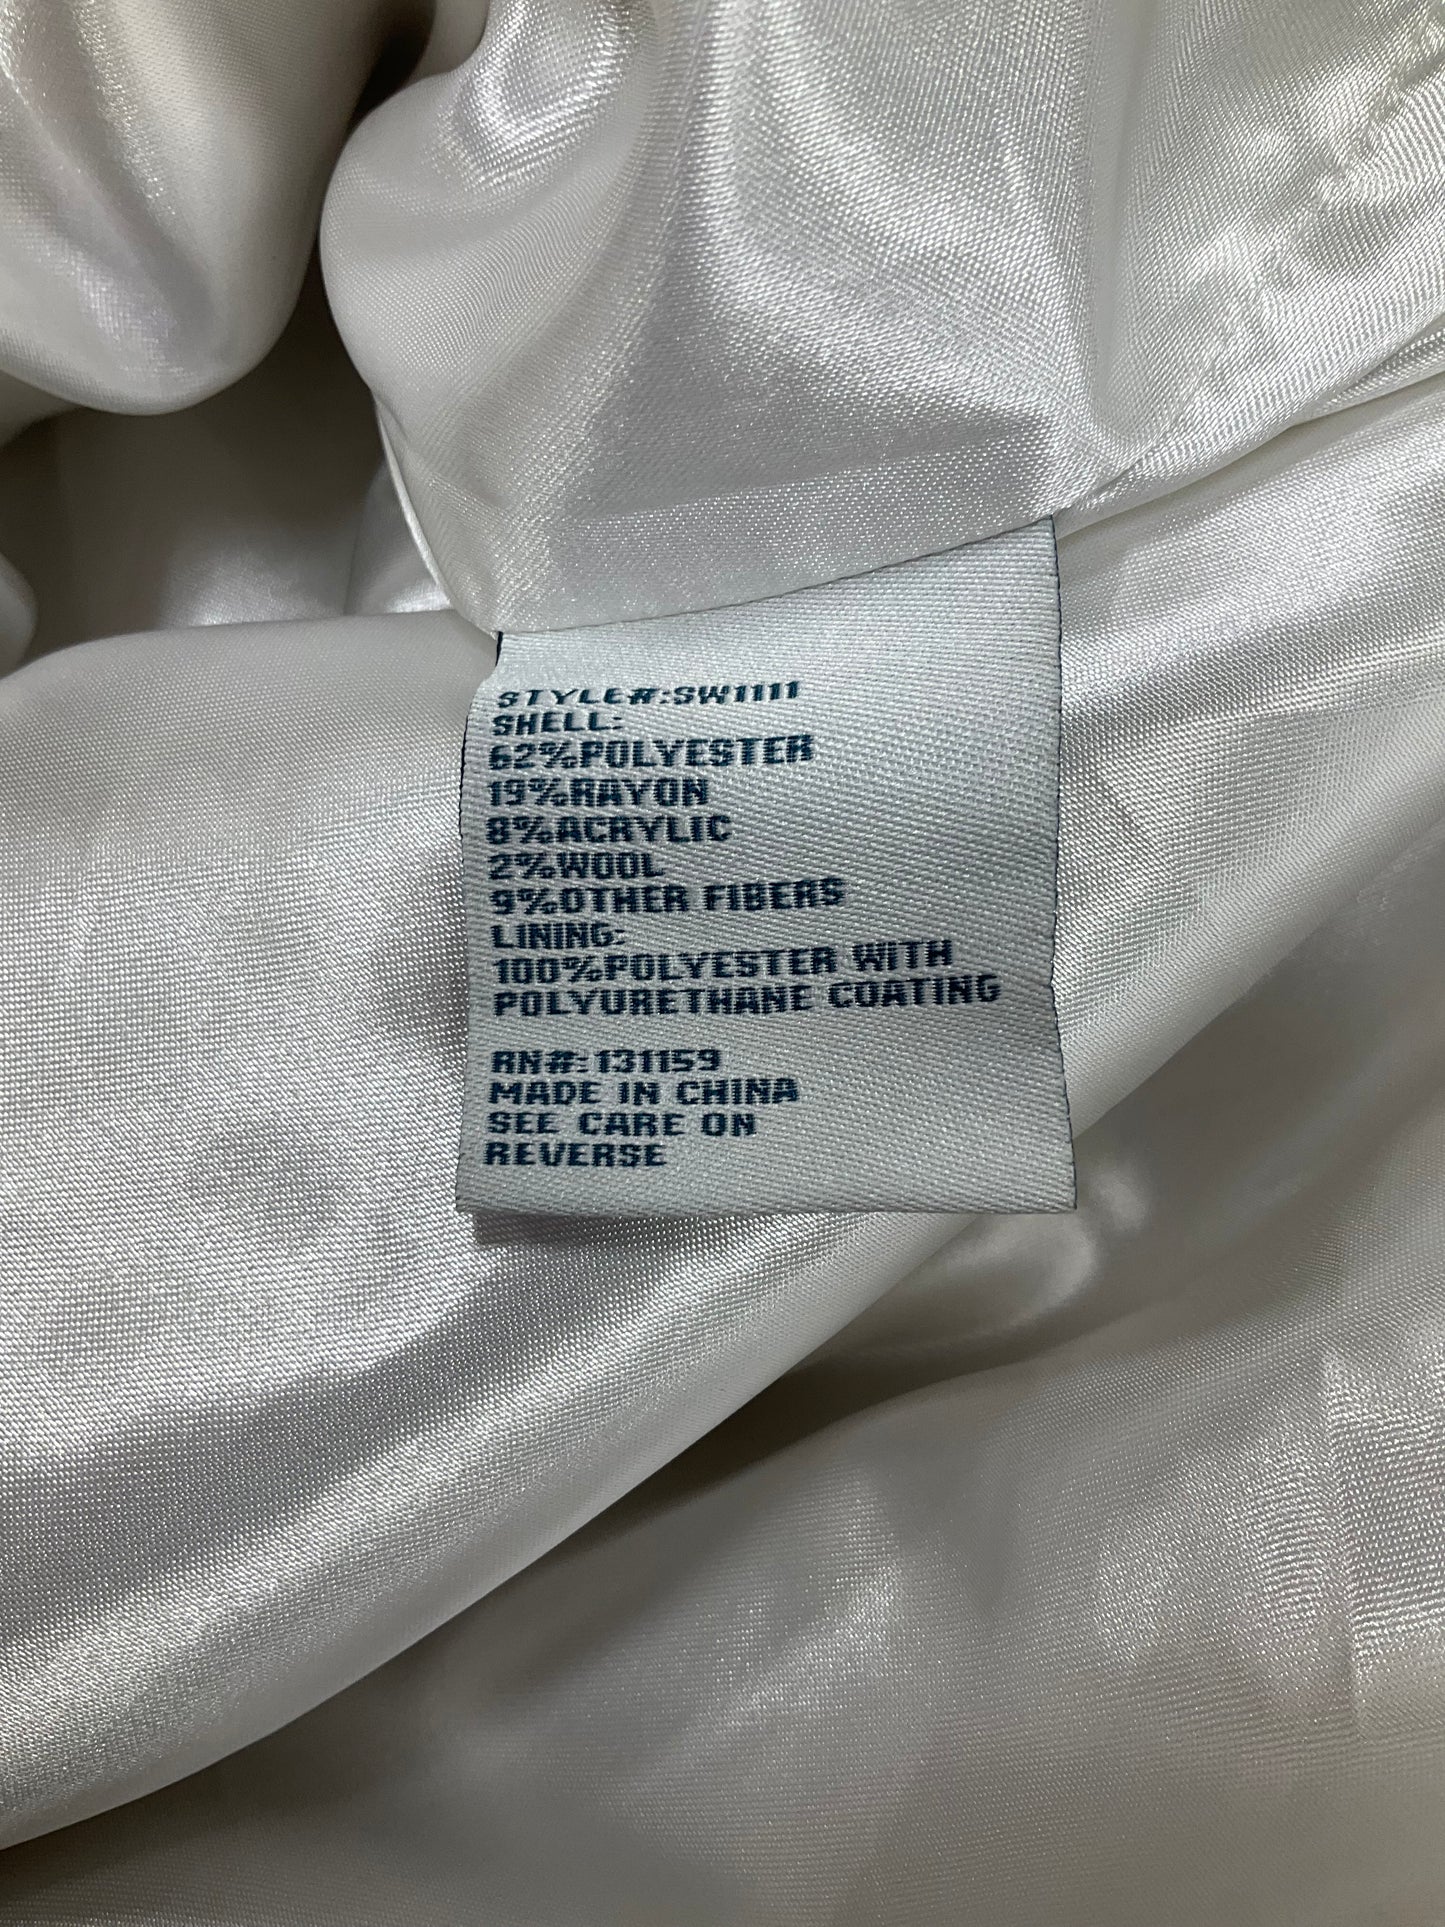 STYLE#:SW1111
SHELL:
62%POLYESTER
19%RAYON
8%ACRYLIC
2%WOOL
9%OTHER FIBERS
LINING:
100%POLYESTER WITH
POLYURETHANE COATING
RN#:131159
MADE IN CHINA
SEE CARE ON
REVERSE